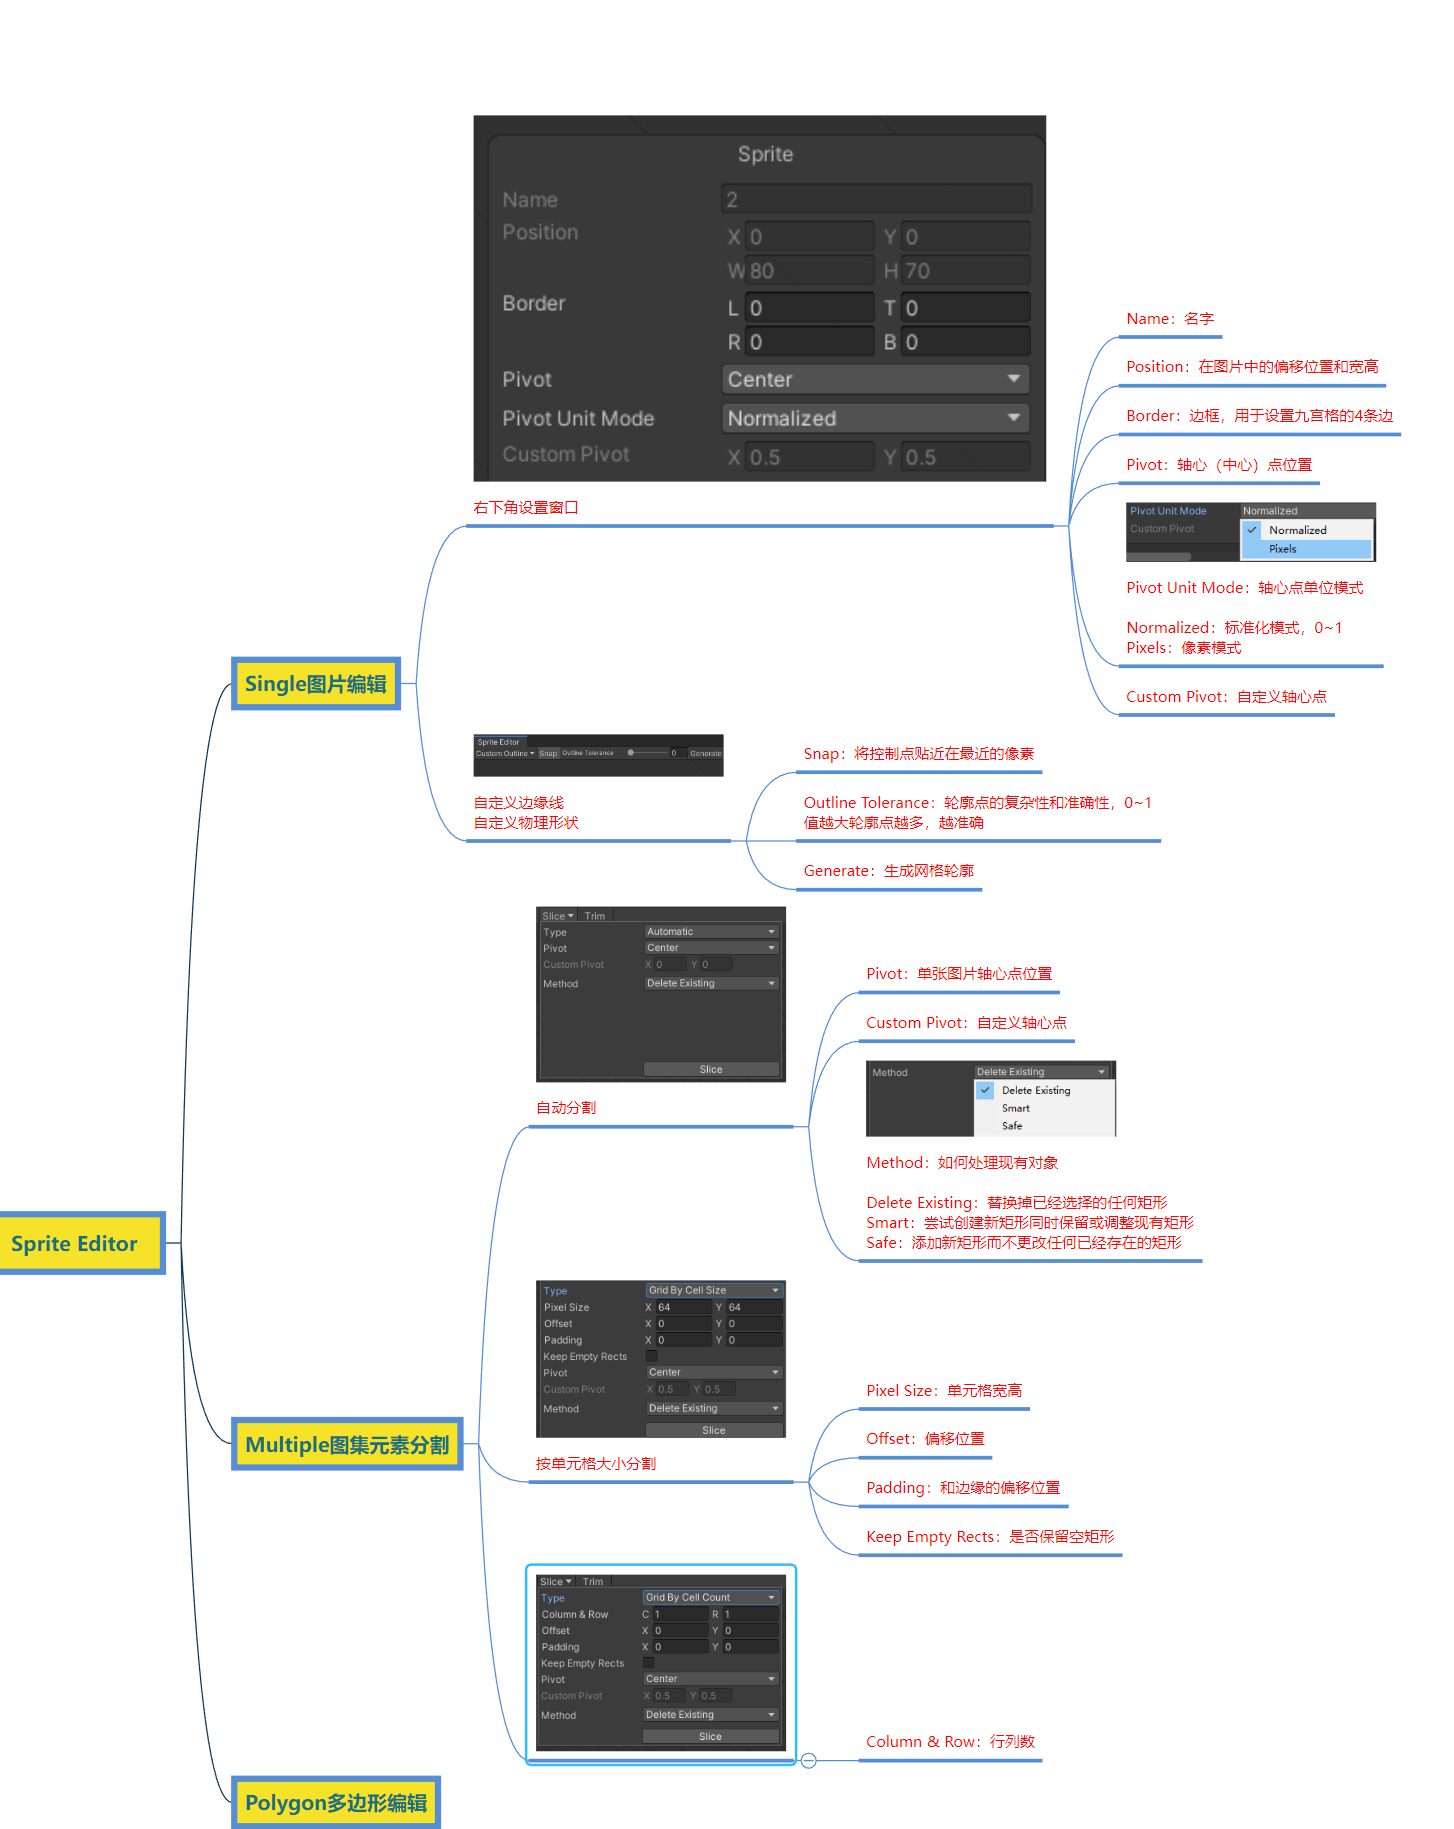 Sprite
Name 2
Position X 0 Y 0
W 80 H 70
Border L 0 T 0
R 0 B 0
Pivot Center
Pivot Unit Mode Normalized
Custom Pivot X 0.5 Y 0.5
右下角设置窗口
Name：名字
Position：在图片中的偏移位置和宽高
Border：边框，用于设置九宫格的4条边
Pivot：轴心（中心）点位置
Pivot Unit Mode Normalized
Custom Pivot Normalized
Pixels
Pivot Unit Mode：轴心点单位模式
Normalized：标准化模式，0~1
Pixels：像素模式
Custom Pivot：自定义轴心点
Single图片编辑
Sprite Editor
Custom Outline Snap Outline Tolerance 0 Generate
自定义边缘线
自定义物理形状
Snap：将控制点贴近在最近的像素
Outline Tolerance：轮廓点的复杂性和准确性，0~1
值越大轮廓点越多，越准确
Generate：生成网格轮廓
Slice Trim
Type Automatic
Pivot Center
Custom Pivot X 0 Y 0
Method Delete Existing
Slice
自动分割
Pivot：单张图片轴心点位置
Custom Pivot：自定义轴心点
Method Delete Existing
Delete Existing
Smart
Safe
Method：如何处理现有对象
Delete Existing：替换掉已经选择的任何矩形
Smart：尝试创建新矩形同时保留或调整现有矩形
Safe：添加新矩形而不更改任何已经存在的矩形
Sprite Editor
Type Grid By Cell Size
Pixel Size X 64 Y 64
Offset X 0 Y 0
Padding X 0 Y 0
Keep Empty Rects
Pivot Center
Custom Pivot X 0.5 Y 0.5
Method Delete Existing
Slice
按单元格大小分割
Pixel Size：单元格宽高
Offset：偏移位置
Padding：和边缘的偏移位置
Keep Empty Rects：是否保留空矩形
Multiple图集元素分割
Slice Trim
Type Grid By Cell Count
Column & Row C 1 R 1
Offset X 0 Y 0
Padding X 0 Y 0
Keep Empty Rects
Pivot Center
Custom Pivot X 0.5 Y 0.5
Method Delete Existing
Slice
Column & Row：行列数
Polygon多边形编辑